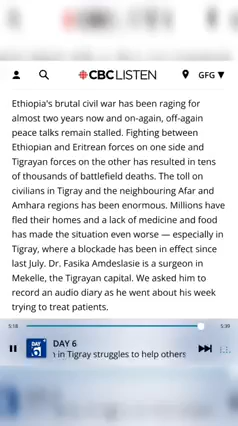 CBC LISTEN
GFG ▼
Ethiopia's brutal civil war has been raging for
almost two years now and on-again, off-again
peace talks remain stalled. Fighting between
Ethiopian and Eritrean forces on one side and
Tigrayan forces on the other has resulted in tens
of thousands of battlefield deaths. The toll on
civilians in Tigray and the neighbouring Afar and
Amhara regions has been enormous. Millions have
fled their homes and a lack of medicine and food
has made the situation even worse — especially in
Tigray, where a blockade has been in effect since
last July. Dr. Fasika Amdeslasie is a surgeon in
Mekelle, the Tigrayan capital. We asked him to
record an audio diary as he went about his week
trying to treat patients.
5:18
5:39
DAY 6
in Tigray struggles to help others